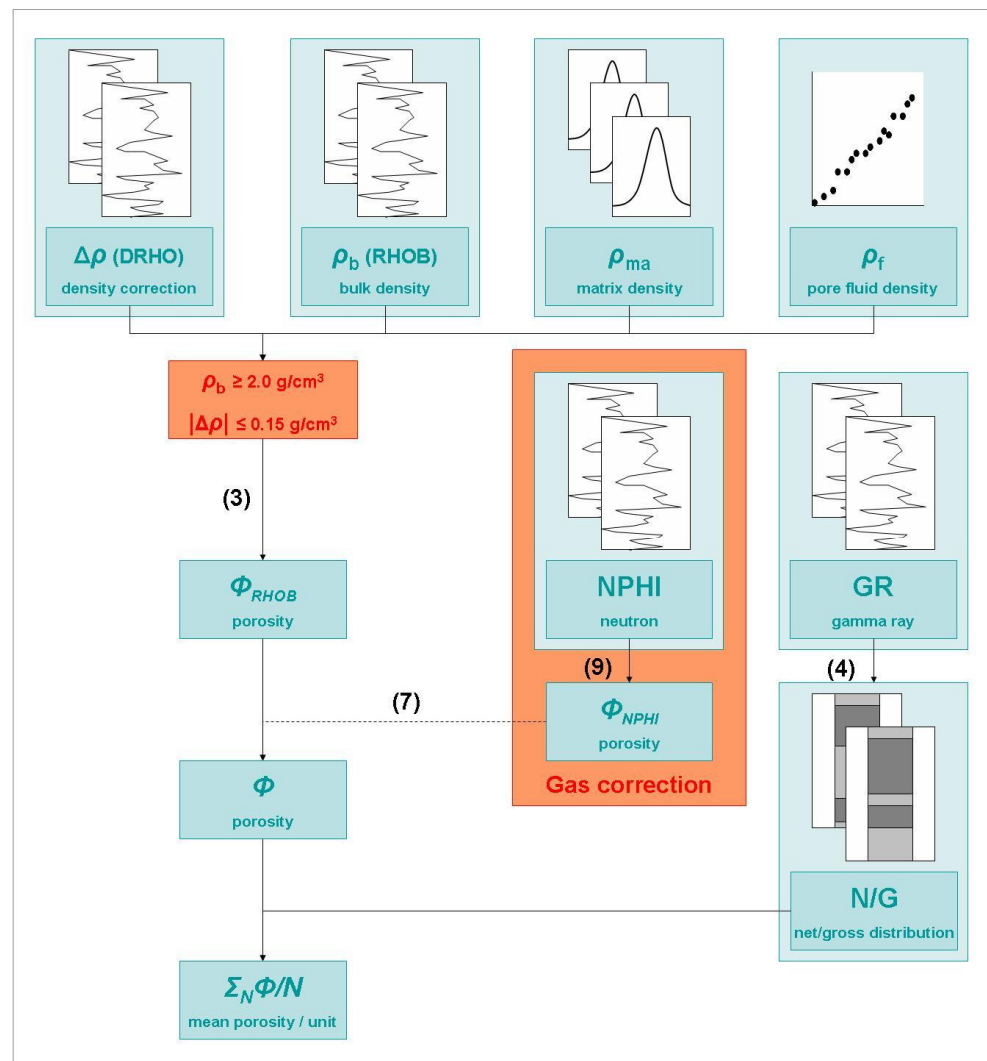 Δρ (DRHO)
density correction
ρb (RHOB)
bulk density
ρma
matrix density
ρf
pore fluid density
ρb ≥ 2.0 g/cm³
|Δρ| ≤ 0.15 g/cm³
(3)
NPHI
neutron
GR
gamma ray
ΦRHOB
porosity
(9)
(4)
(7)
ΦNPHI
porosity
Gas correction
Φ
porosity
N/G
net/gross distribution
ΣNΦ/N
mean porosity / unit